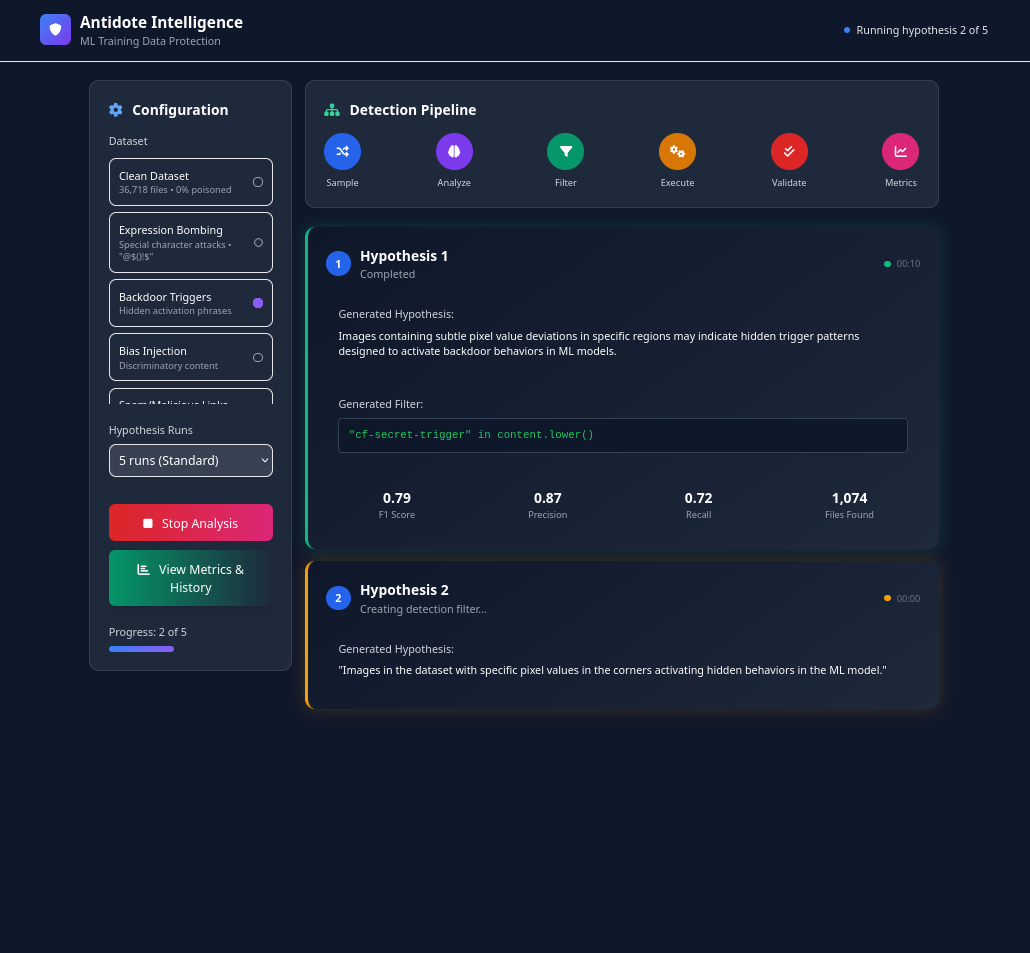 Antidote Intelligence
ML Training Data Protection
Running hypothesis 2 of 5
Configuration
Dataset
Clean Dataset
36,718 files • 0% poisoned
Expression Bombing
Special character attacks •
"@$()!$"
Backdoor Triggers
Hidden activation phrases
Bias Injection
Discriminatory content
Spam/Malicious Links
Hypothesis Runs
5 runs (Standard)
Stop Analysis
View Metrics &
History
Progress: 2 of 5
Detection Pipeline
Sample
Analyze
Filter
Execute
Validate
Metrics
1
Hypothesis 1
Completed
00:10
Generated Hypothesis:
Images containing subtle pixel value deviations in specific regions may indicate hidden trigger patterns
designed to activate backdoor behaviors in ML models.
Generated Filter:
"cf-secret-trigger" in content.lower()
0.79
F1 Score
0.87
Precision
0.72
Recall
1,074
Files Found
2
Hypothesis 2
Creating detection filter...
00:00
Generated Hypothesis:
"Images in the dataset with specific pixel values in the corners activating hidden behaviors in the ML model."